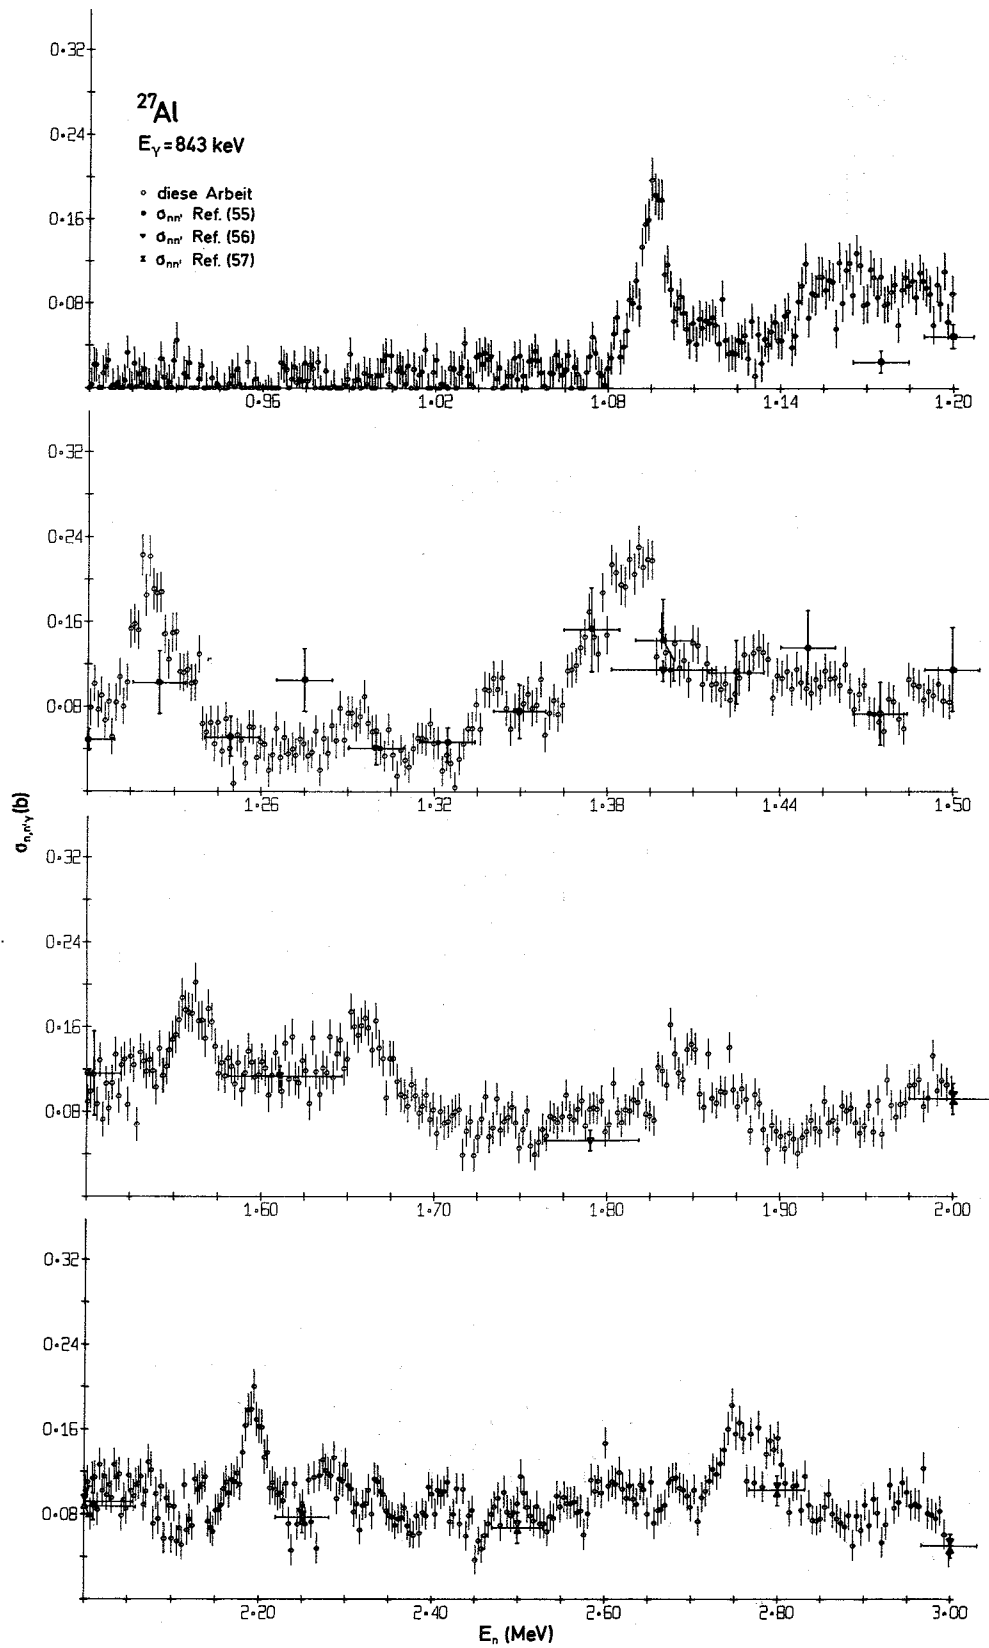 0.32
²⁷Al
0.24
Eγ=843 keV
diese Arbeit
σnn' Ref. (55)
0.16
σnn' Ref. (56)
σnn' Ref. (57)
0.08
0.96 1.02 1.08 1.14 1.20
0.32
0.24
0.16
0.08
1.26 1.32 1.38 1.44 1.50
σn,n'γ (b)
0.32
0.24
0.16
0.08
1.60 1.70 1.80 1.90 2.00
0.32
0.24
0.16
0.08
2.20 2.40 2.60 2.80 3.00
En (MeV)